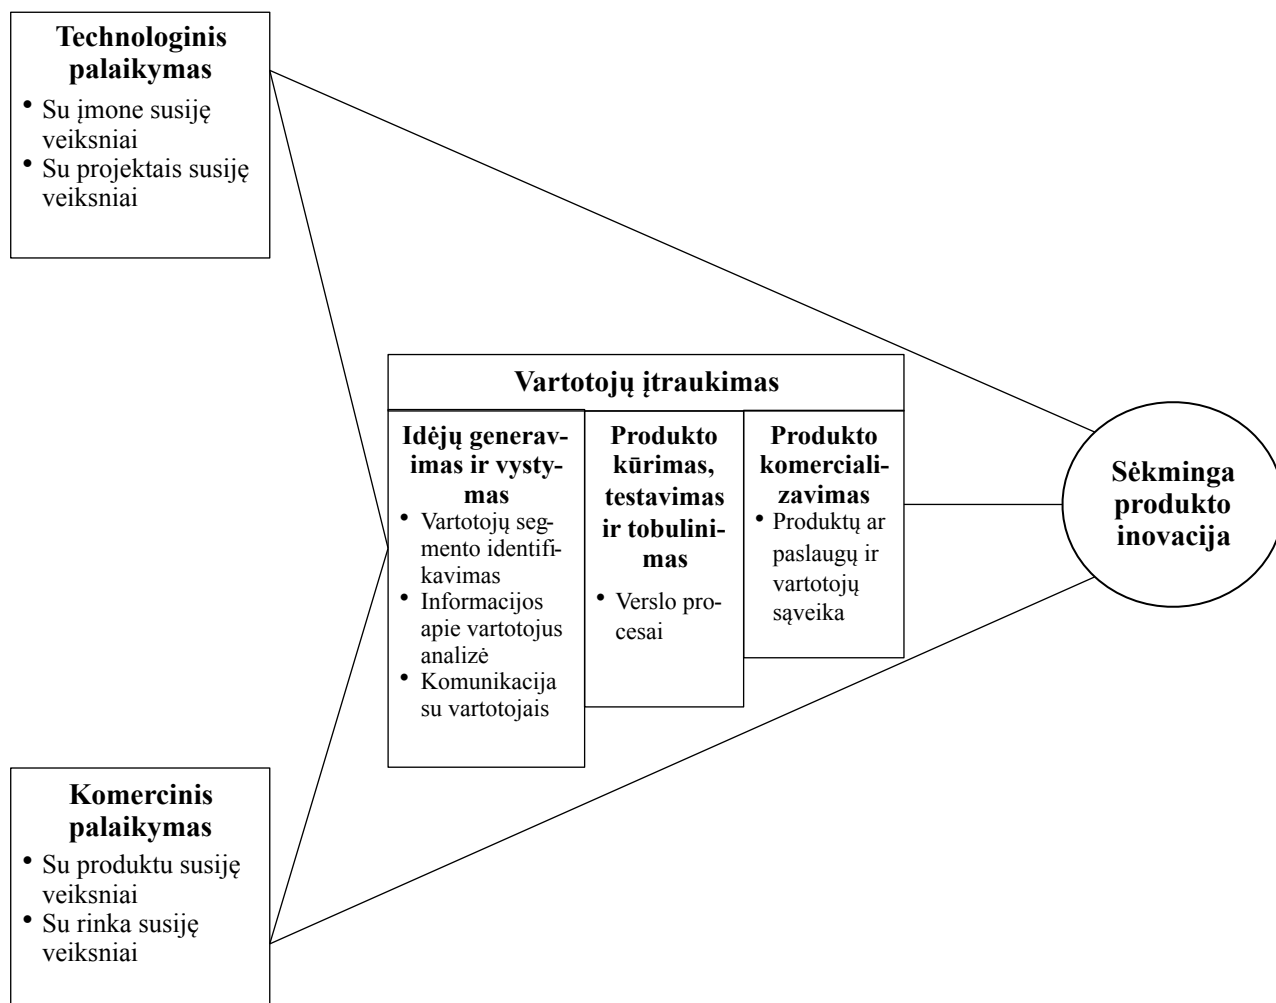 Technologinis
palaikymas
• Su įmone susiję
veiksniai
• Su projektais susiję
veiksniai
Vartotojų įtraukimas
Idėjų generav-
imas ir vysty-
mas
• Vartotojų seg-
mento identifi-
kavimas
• Informacijos
apie vartotojus
analizė
• Komunikacija
su vartotojais
Produkto
kūrimas,
testavimas
ir tobulini-
mas
• Verslo pro-
cesai
Produkto
komerciali-
zavimas
• Produktų ar
paslaugų ir
vartotojų
sąveika
Sėkminga
produkto
inovacija
Komercinis
palaikymas
• Su produktu susiję
veiksniai
• Su rinka susiję
veiksniai